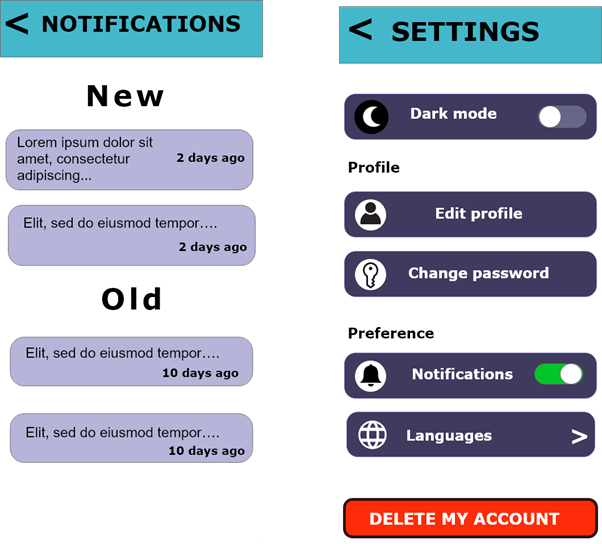 < NOTIFICATIONS
New
Lorem ipsum dolor sit
amet, consectetur
adipiscing...
2 days ago
Elit, sed do eiusmod tempor….
2 days ago
Old
Elit, sed do eiusmod tempor….
10 days ago
Elit, sed do eiusmod tempor….
10 days ago
< SETTINGS
Dark mode
Profile
Edit profile
Change password
Preference
Notifications
Languages >
DELETE MY ACCOUNT